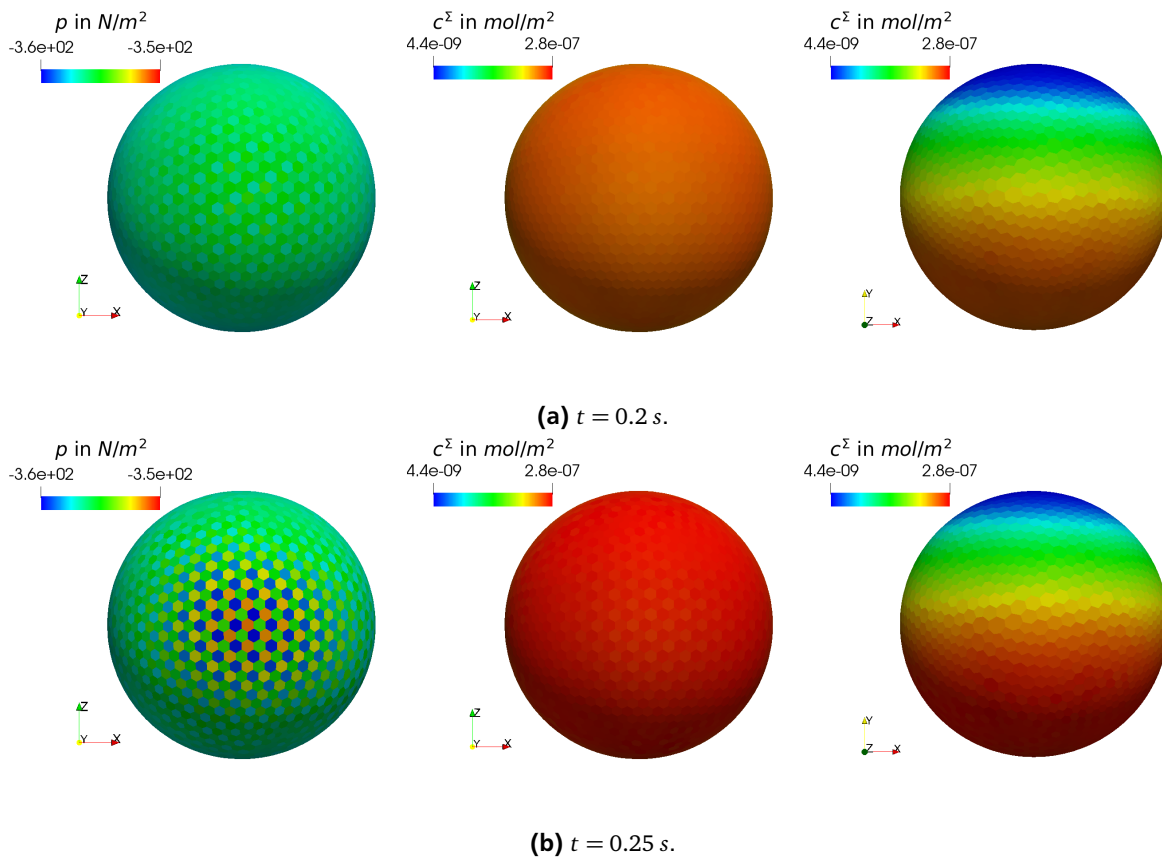 p in N/m²
-3.6e+02 -3.5e+02
c^Σ in mol/m²
4.4e-09 2.8e-07
c^Σ in mol/m²
4.4e-09 2.8e-07
Z
Y X
Z
Y X
Y
Z X
(a) t = 0.2 s.
p in N/m²
-3.6e+02 -3.5e+02
c^Σ in mol/m²
4.4e-09 2.8e-07
c^Σ in mol/m²
4.4e-09 2.8e-07
Z
Y X
Z
Y X
Y
Z X
(b) t = 0.25 s.